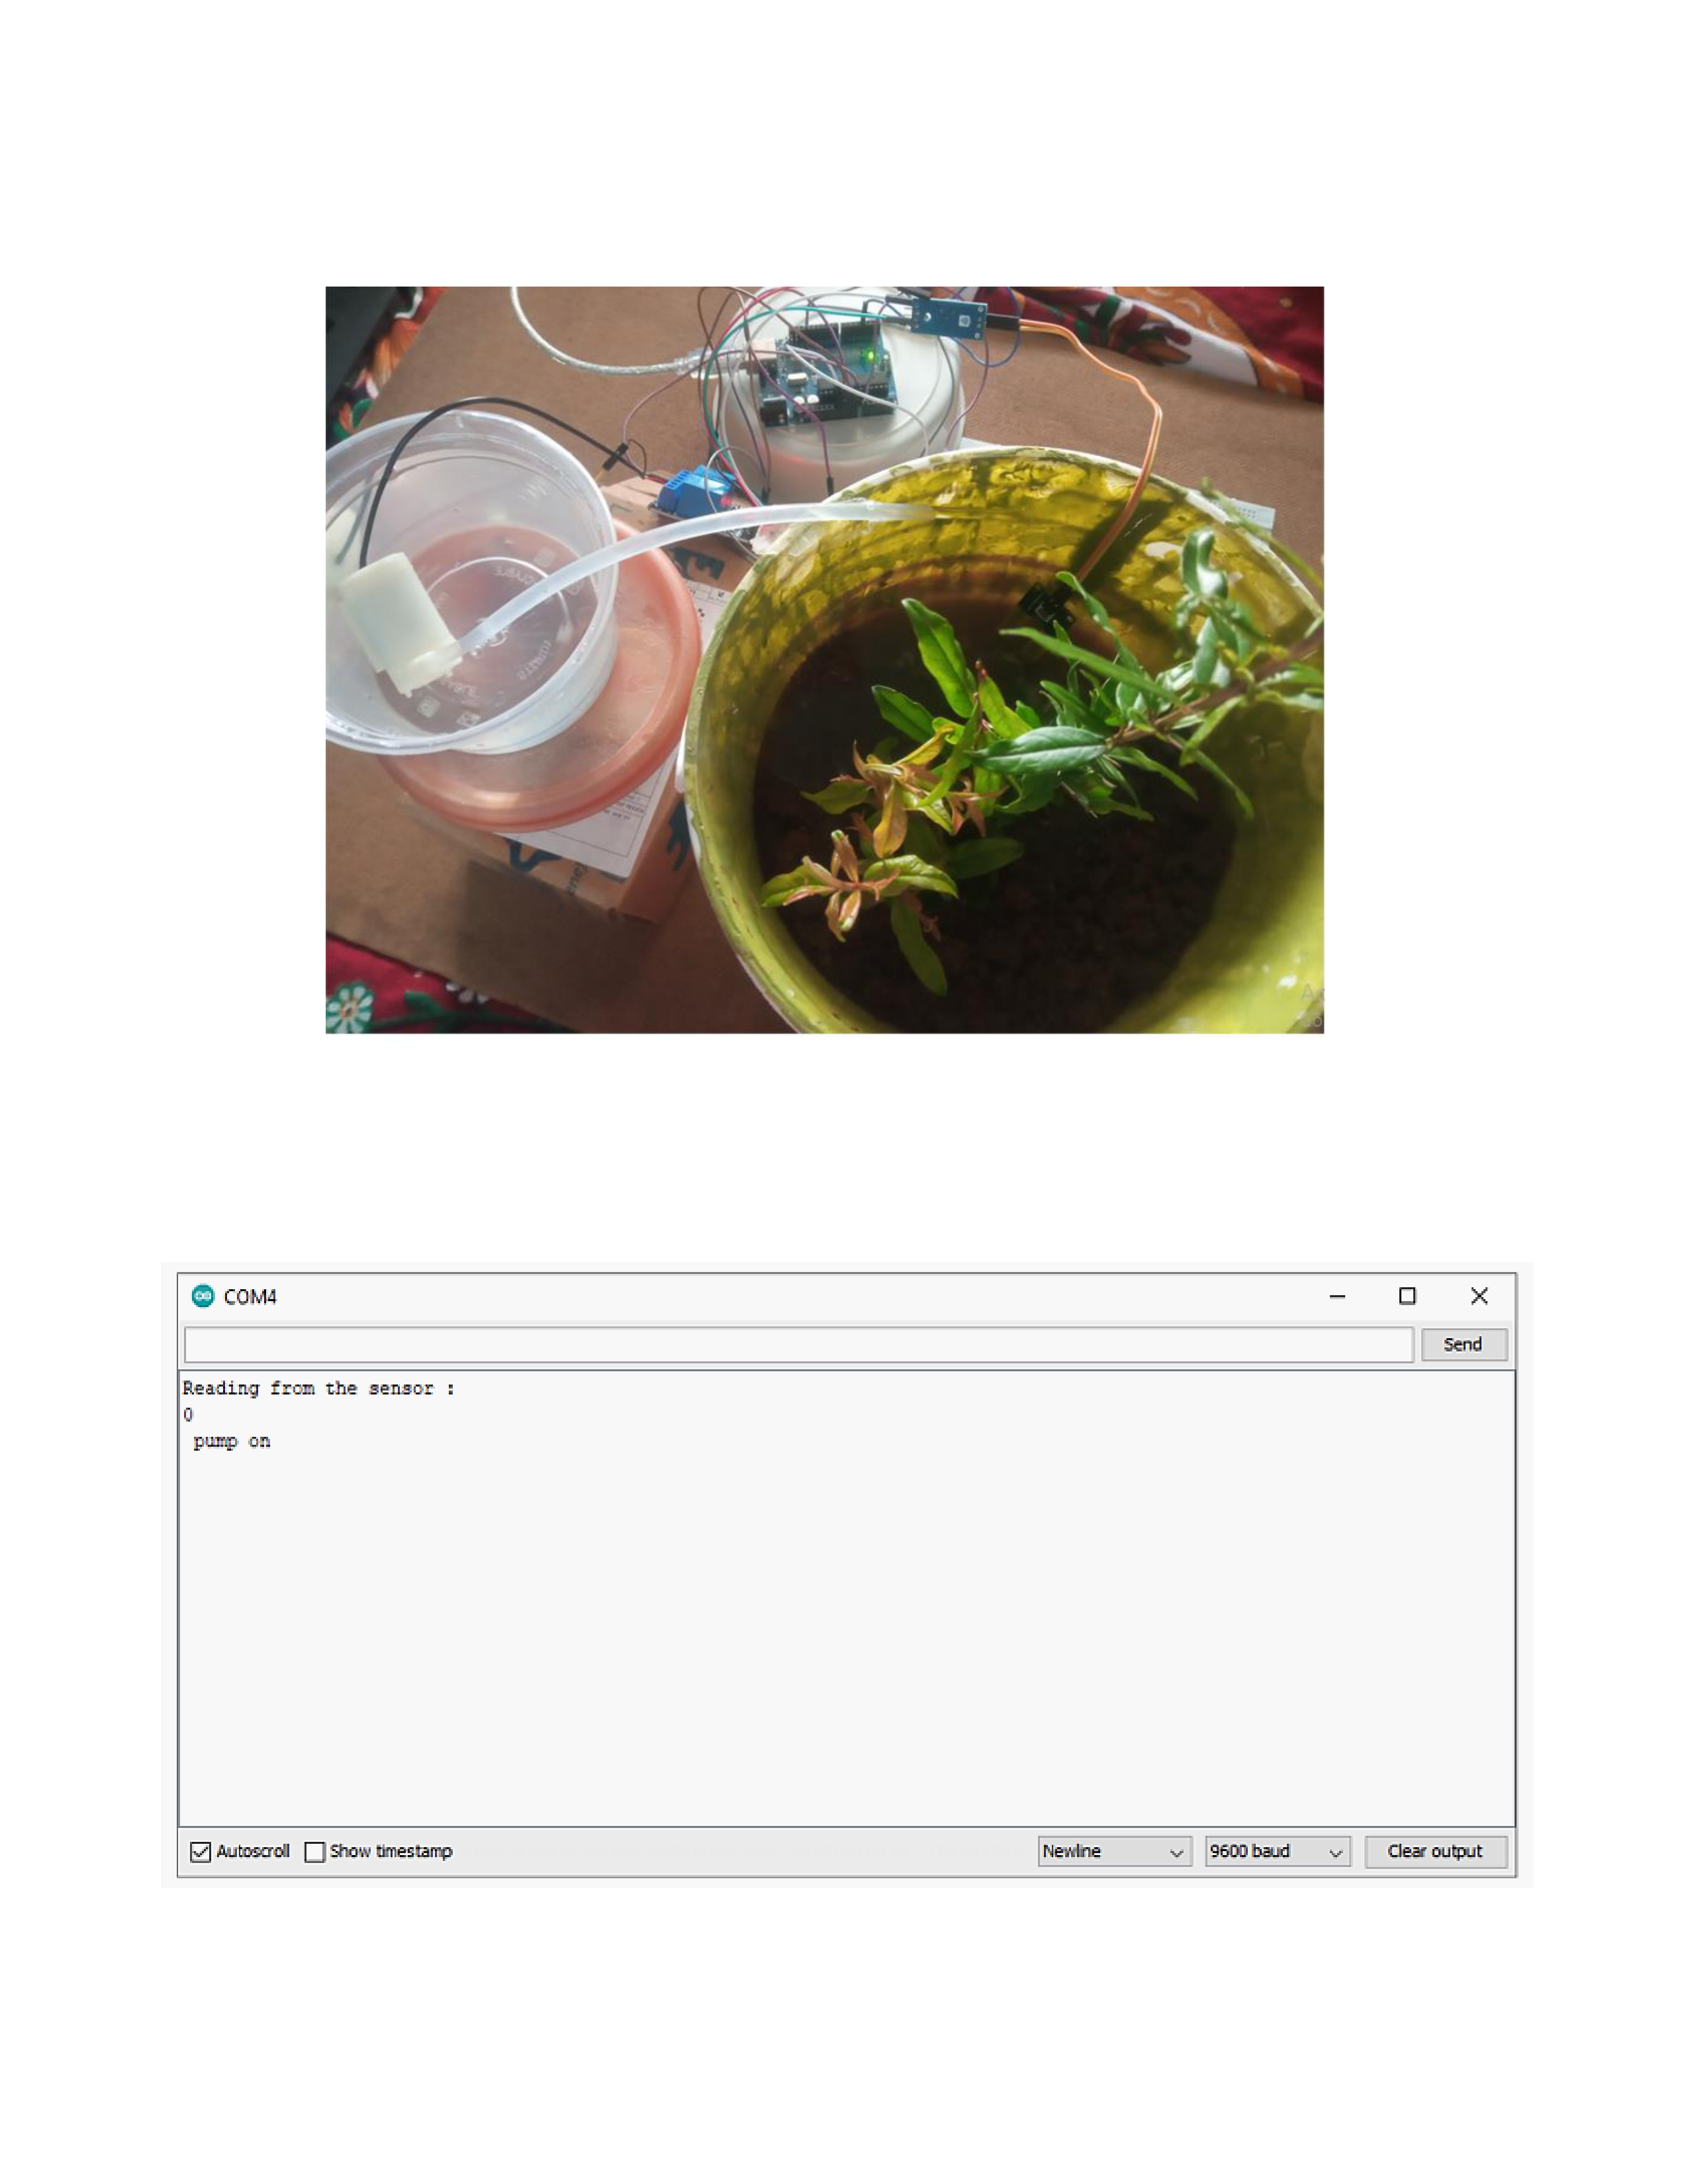 COM4
Send
Reading from the sensor :
0
pump on
Autoscroll
Show timestamp
Newline
9600 baud
Clear output